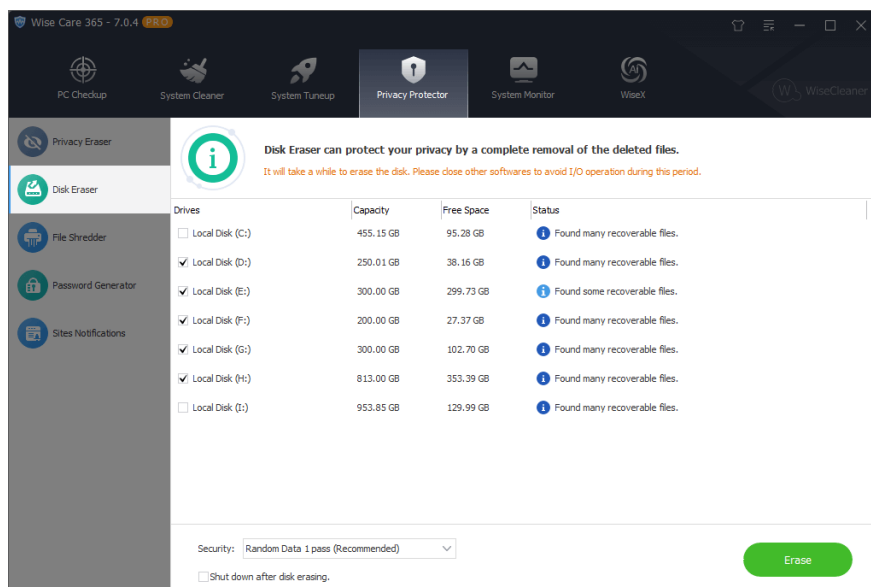 Wise Care 365 - 7.0.4 PRO
PC Checkup System Cleaner System Tuneup Privacy Protector System Monitor AI WiseX W WiseCleaner
Privacy Eraser
Disk Eraser
File Shredder
Password Generator
Sites Notifications
Disk Eraser can protect your privacy by a complete removal of the deleted files.
It will take a while to erase the disk. Please close other softwares to avoid I/O operation during this period.
Drives Capacity Free Space Status
Local Disk (C:) 455.15 GB 95.28 GB Found many recoverable files.
Local Disk (D:) 250.01 GB 38.16 GB Found many recoverable files.
Local Disk (E:) 300.00 GB 299.73 GB Found some recoverable files.
Local Disk (F:) 200.00 GB 27.37 GB Found many recoverable files.
Local Disk (G:) 300.00 GB 102.70 GB Found many recoverable files.
Local Disk (H:) 813.00 GB 353.39 GB Found many recoverable files.
Local Disk (I:) 953.85 GB 129.99 GB Found many recoverable files.
Security: Random Data 1 pass (Recommended)
Shut down after disk erasing.
Erase